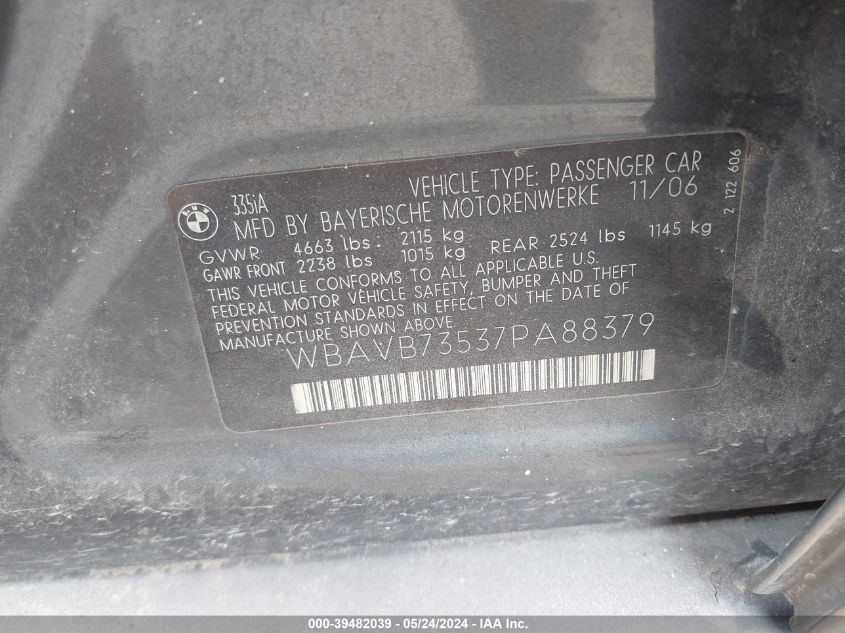 335iA VEHICLE TYPE: PASSENGER CAR
MFD BY BAYERISCHE MOTORENWERKE 11/06
GVWR 4663 lbs. 2115 kg
GAWR FRONT 2238 lbs 1015 kg REAR 2524 lbs 1145 kg
THIS VEHICLE CONFORMS TO ALL APPLICABLE U.S.
FEDERAL MOTOR VEHICLE SAFETY, BUMPER AND THEFT
PREVENTION STANDARDS IN EFFECT ON THE DATE OF
MANUFACTURE SHOWN ABOVE
WBAVB73537PA88379
2 122 606
BMW
000-39482039 - 05/24/2024 - IAA Inc.